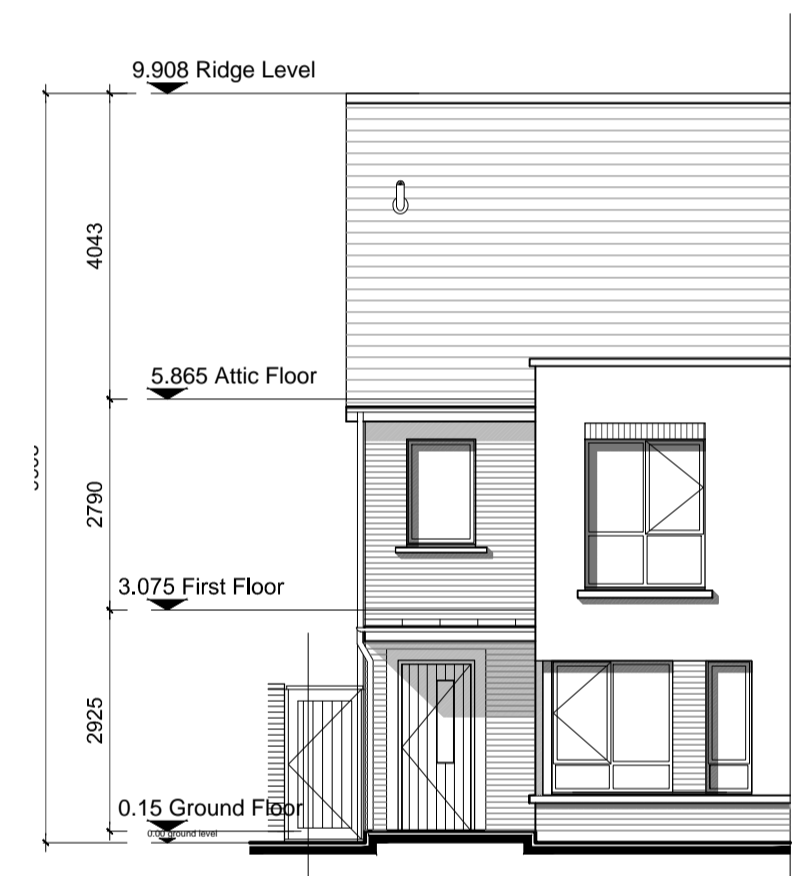 9.908 Ridge Level
4043
5.865 Attic Floor
2790
3.075 First Floor
2925
0.15 Ground Floor
0.00 ground level